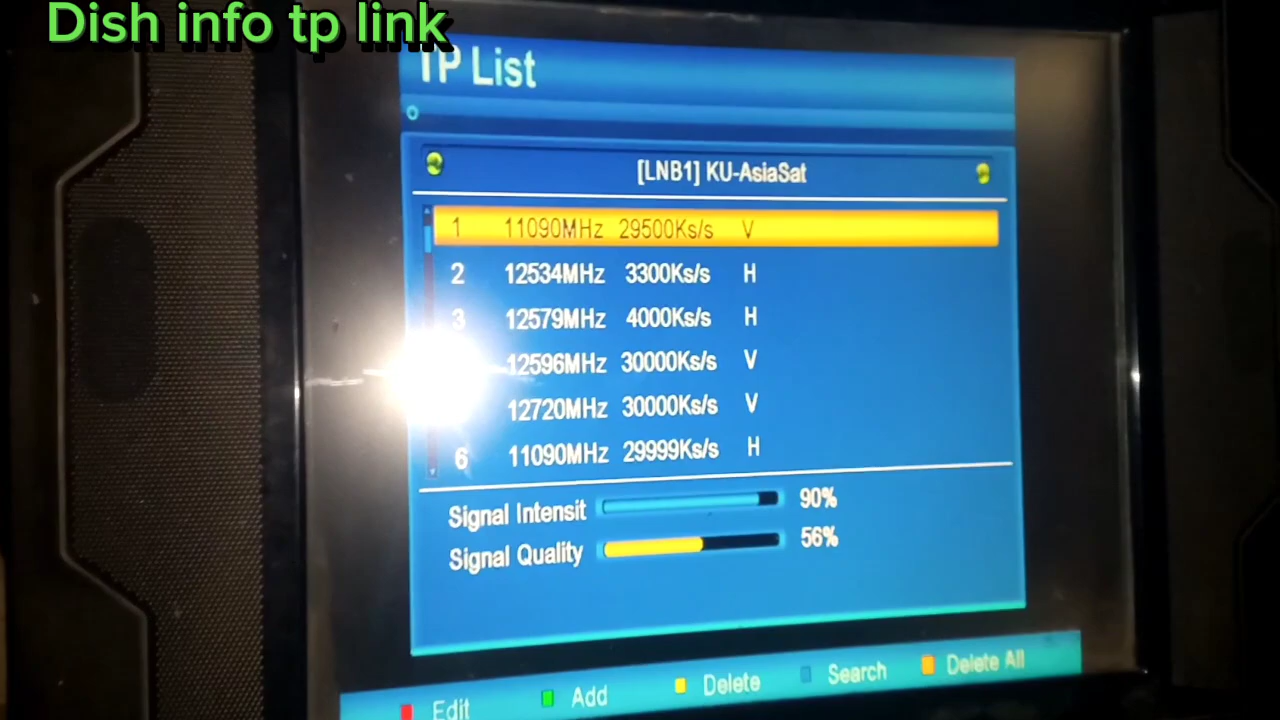 Dish info tp link
TP List
[LNB1] KU-AsiaSat
1 11090MHz 29500Ks/s V
2 12534MHz 3300Ks/s H
3 12579MHz 4000Ks/s H
12596MHz 30000Ks/s V
12720MHz 30000Ks/s V
6 11090MHz 29999Ks/s H
Signal Intensit 90%
Signal Quality 56%
Edit Add Delete Search Delete All